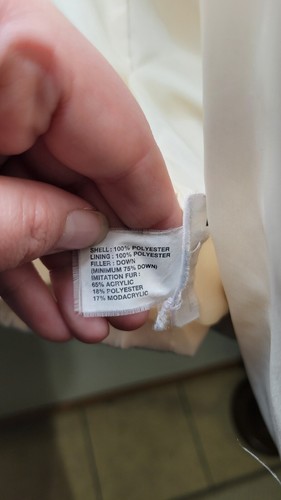 SHELL: 100% POLYESTER
LINING: 100% POLYESTER
FILLER: DOWN
(MINIMUM 75% DOWN)
IMITATION FUR:
65% ACRYLIC
18% POLYESTER
17% MODACRYLIC